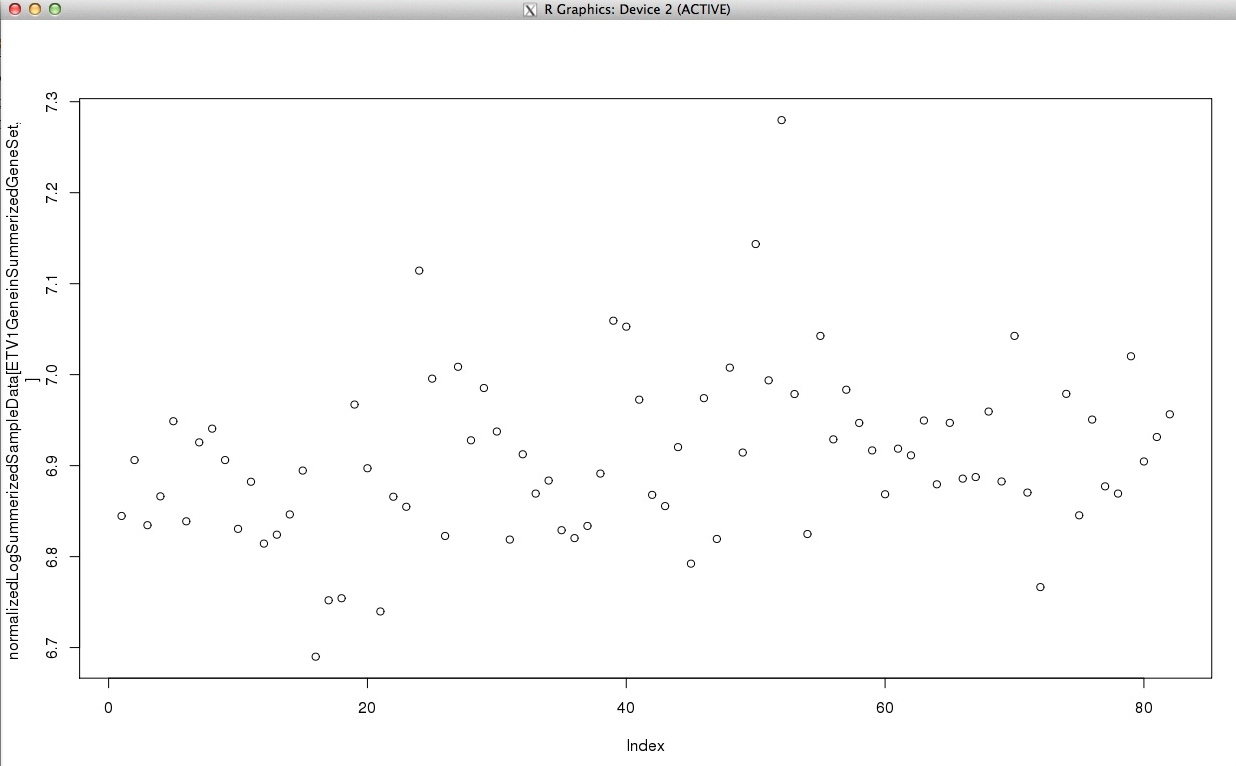 R Graphics: Device 2 (ACTIVE)
7.3
7.2
7.1
7.0
6.9
6.8
6.7
normalizedLogSummerizedSampleData[ETV1GeneinSummerizedGeneSet,
]
0 20 40 60 80
Index